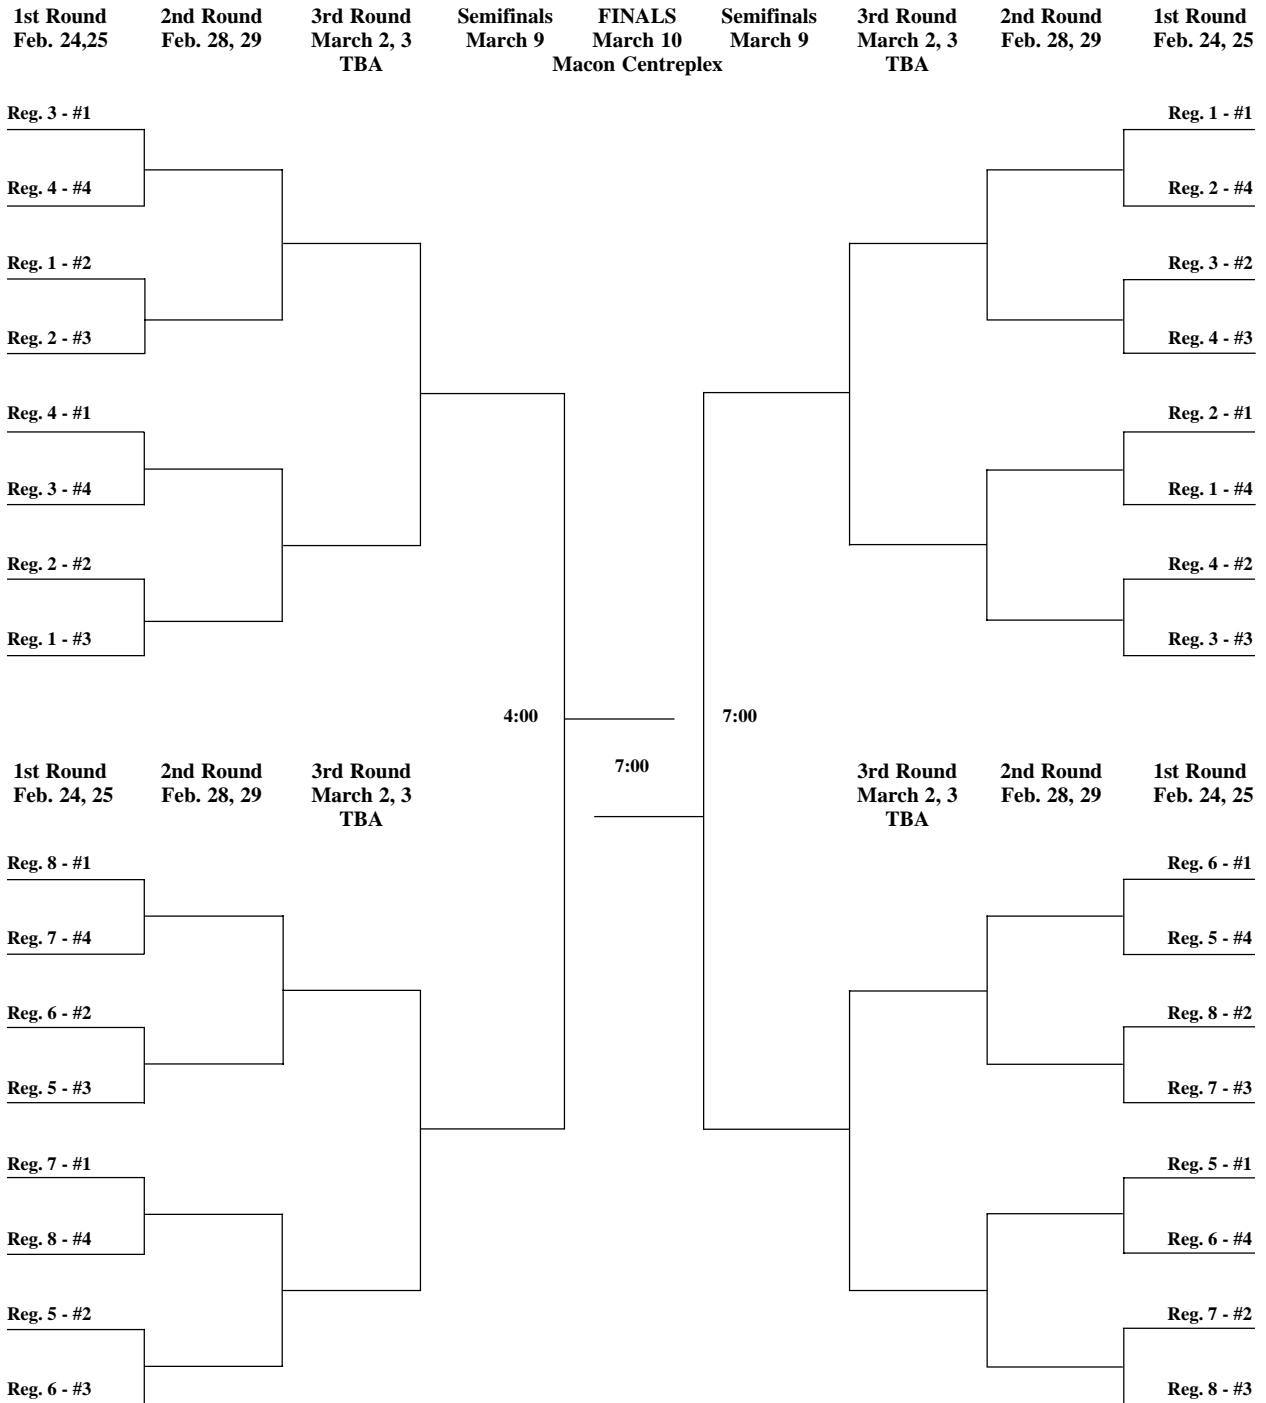 1st Round 2nd Round 3rd Round Semifinals FINALS Semifinals 3rd Round 2nd Round 1st Round
Feb. 24,25 Feb. 28, 29 March 2, 3 March 9 March 10 March 9 March 2, 3 Feb. 28, 29 Feb. 24, 25
TBA Macon Centreplex TBA
Reg. 3 - #1 Reg. 1 - #1
Reg. 4 - #4 Reg. 2 - #4
Reg. 1 - #2 Reg. 3 - #2
Reg. 2 - #3 Reg. 4 - #3
Reg. 4 - #1 Reg. 2 - #1
Reg. 3 - #4 Reg. 1 - #4
Reg. 2 - #2 Reg. 4 - #2
Reg. 1 - #3 Reg. 3 - #3
4:00 7:00
7:00
1st Round 2nd Round 3rd Round 3rd Round 2nd Round 1st Round
Feb. 24, 25 Feb. 28, 29 March 2, 3 March 2, 3 Feb. 28, 29 Feb. 24, 25
TBA TBA
Reg. 8 - #1 Reg. 6 - #1
Reg. 7 - #4 Reg. 5 - #4
Reg. 6 - #2 Reg. 8 - #2
Reg. 5 - #3 Reg. 7 - #3
Reg. 7 - #1 Reg. 5 - #1
Reg. 8 - #4 Reg. 6 - #4
Reg. 5 - #2 Reg. 7 - #2
Reg. 6 - #3 Reg. 8 - #3